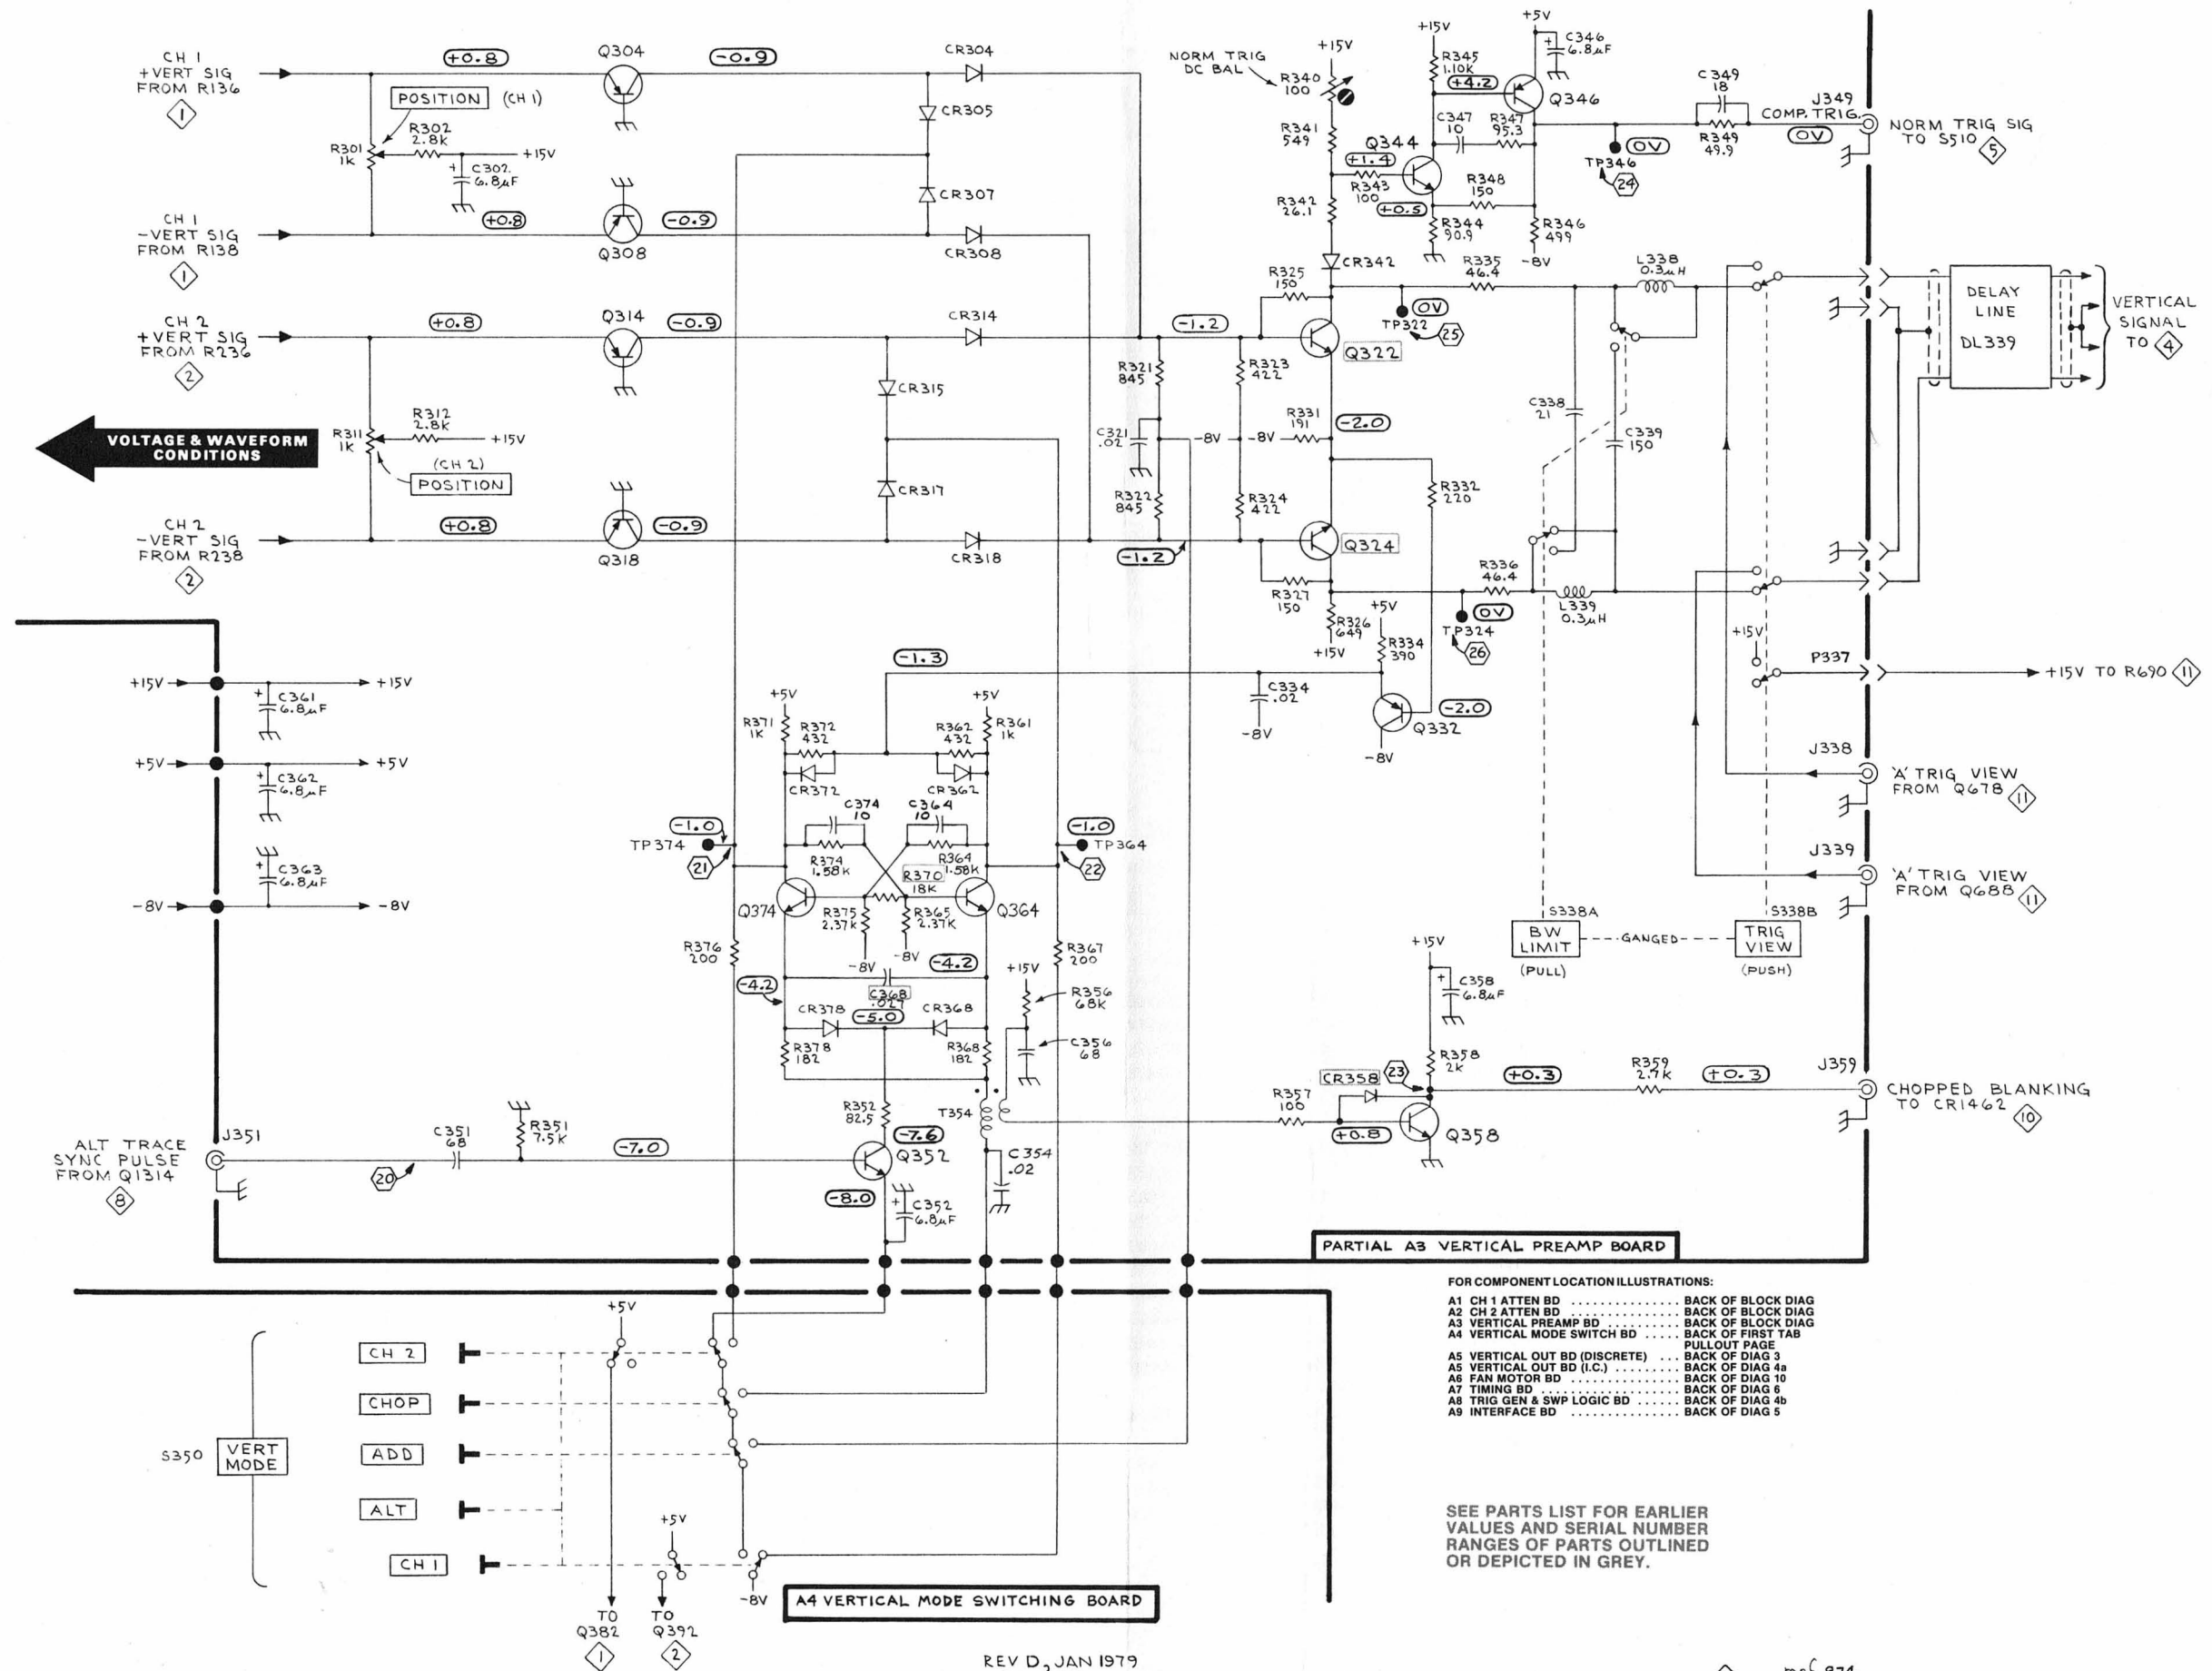 CH 1
+VERT SIG
FROM R136
1
+0.8
Q304
-0.9
CR304
POSITION (CH 1)
R302
2.8K
R301
1K
+15V
C302
6.8µF
CR305
CR307
CH 1
-VERT SIG
FROM R138
1
+0.8
Q308
-0.9
CR308
CH 2
+VERT SIG
FROM R236
2
+0.8
Q314
-0.9
CR314
VOLTAGE & WAVEFORM
CONDITIONS
R312
2.8K
R311
1K
+15V
(CH 2)
POSITION
CR315
CR317
CH 2
-VERT SIG
FROM R238
2
+0.8
Q318
-0.9
CR318
NORM TRIG
DC BAL
+15V
R340
100
R341
549
R342
26.1
CR342
+1.4
R343
100
Q344
+0.5
R344
90.9
+15V
R345
1.10K
+4.2
C347
10
R347
95.3
R348
150
+5V
C346
6.8µF
Q346
R346
499
-8V
TP346
0V
24
C349
18
R349
49.9
J349
COMP. TRIG.
0V
NORM TRIG SIG
TO S510 5
R325
150
-1.2
Q322
TP322
0V
25
R335
46.4
L338
0.3µH
R321
845
R323
422
C321
.02
-8V
-8V
R331
191
-2.0
R322
845
R324
422
-1.2
Q324
R332
220
R327
150
R326
649
+15V
TP324
0V
26
R336
46.4
L339
0.3µH
C338
21
C339
150
DELAY
LINE
DL339
VERTICAL
SIGNAL
TO 4
+15V
P337
+15V TO R690 11
J338
'A' TRIG VIEW
FROM Q678 11
J339
'A' TRIG VIEW
FROM Q688 11
S338A
BW
LIMIT
(PULL)
GANGED
S338B
TRIG
VIEW
(PUSH)
+5V
R334
390
-1.3
C334
.02
-8V
Q332
-2.0
-8V
+15V
C361
6.8µF
+15V
+5V
C362
6.8µF
+5V
C363
6.8µF
-8V
-8V
+5V
R371
1K
R372
432
CR372
+5V
R361
1K
R362
432
CR362
C374
10
C364
10
R374
1.58K
R364
1.58K
R370
18K
-1.0
TP374
21
-1.0
TP364
22
Q374
Q364
R375
2.37K
R365
2.37K
-8V
-8V
R376
200
R367
200
-4.2
-4.2
C368
.027
CR378
-5.0
CR368
R378
182
R368
182
+15V
R356
68K
C356
68
T354
C354
.02
R352
82.5
-7.6
Q352
-8.0
C352
6.8µF
ALT TRACE
SYNC PULSE
FROM Q1314
8
J351
20
C351
68
R351
7.5K
-7.0
+15V
C358
6.8µF
R358
2K
CR358
23
R357
100
+0.8
Q358
+0.3
R359
2.7K
+0.3
J359
CHOPPED BLANKING
TO CR1462
10
PARTIAL A3 VERTICAL PREAMP BOARD
FOR COMPONENT LOCATION ILLUSTRATIONS:
A1 CH 1 ATTEN BD .............. BACK OF BLOCK DIAG
A2 CH 2 ATTEN BD .............. BACK OF BLOCK DIAG
A3 VERTICAL PREAMP BD .......... BACK OF BLOCK DIAG
A4 VERTICAL MODE SWITCH BD ..... BACK OF FIRST TAB
PULLOUT PAGE
A5 VERTICAL OUT BD (DISCRETE) ... BACK OF DIAG 3
A5 VERTICAL OUT BD (I.C.) ......... BACK OF DIAG 4a
A6 FAN MOTOR BD ............... BACK OF DIAG 10
A7 TIMING BD .................. BACK OF DIAG 6
A8 TRIG GEN & SWP LOGIC BD ...... BACK OF DIAG 4b
A9 INTERFACE BD .............. BACK OF DIAG 5
S350
VERT
MODE
CH 2
CHOP
ADD
ALT
CH 1
+5V
+5V
-8V
TO
Q382
1
TO
Q392
2
A4 VERTICAL MODE SWITCHING BOARD
SEE PARTS LIST FOR EARLIER
VALUES AND SERIAL NUMBER
RANGES OF PARTS OUTLINED
OR DEPICTED IN GREY.
REV D, JAN 1979